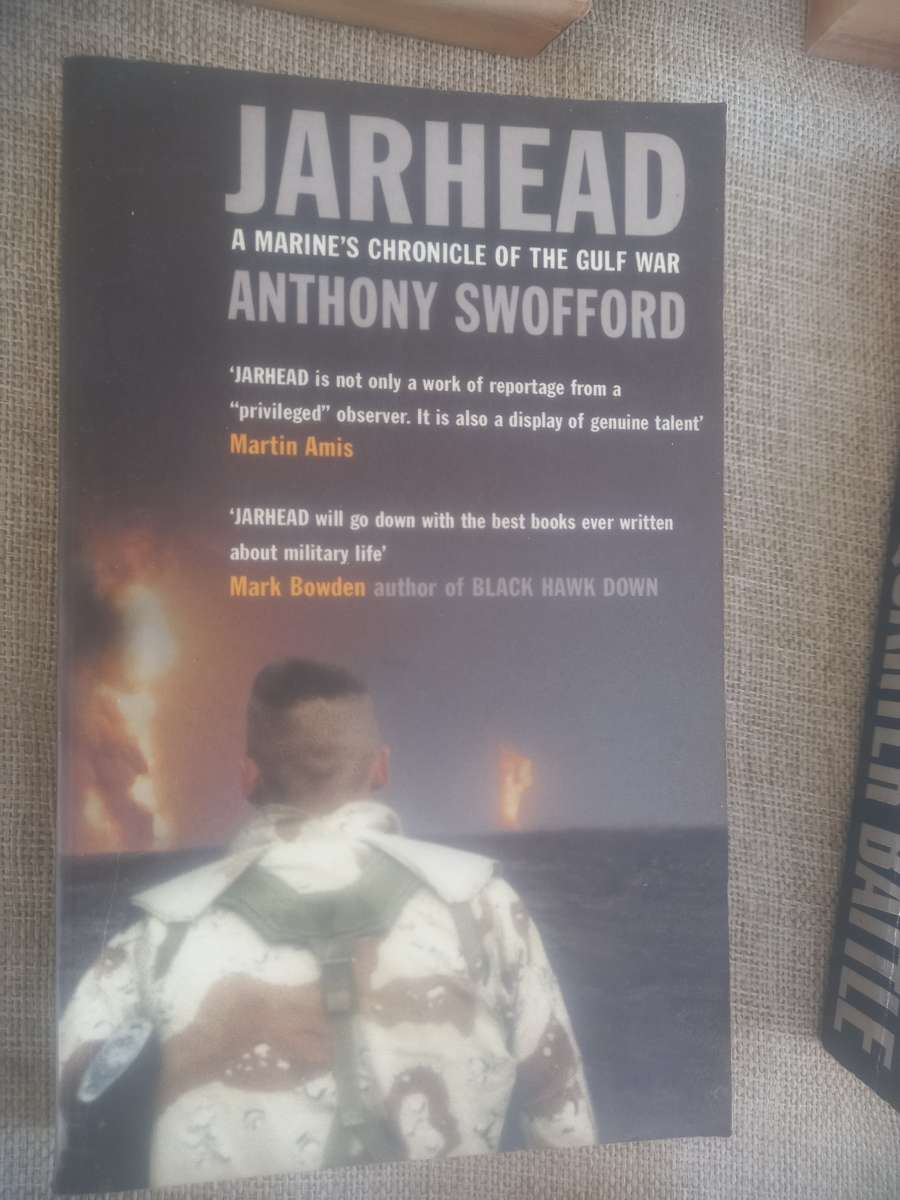 JARHEAD
A MARINE'S CHRONICLE OF THE GULF WAR
ANTHONY SWOFFORD
‘JARHEAD is not only a work of reportage from a
“privileged” observer. It is also a display of genuine talent’
Martin Amis
‘JARHEAD will go down with the best books ever written
about military life’
Mark Bowden author of BLACK HAWK DOWN
BATTLE